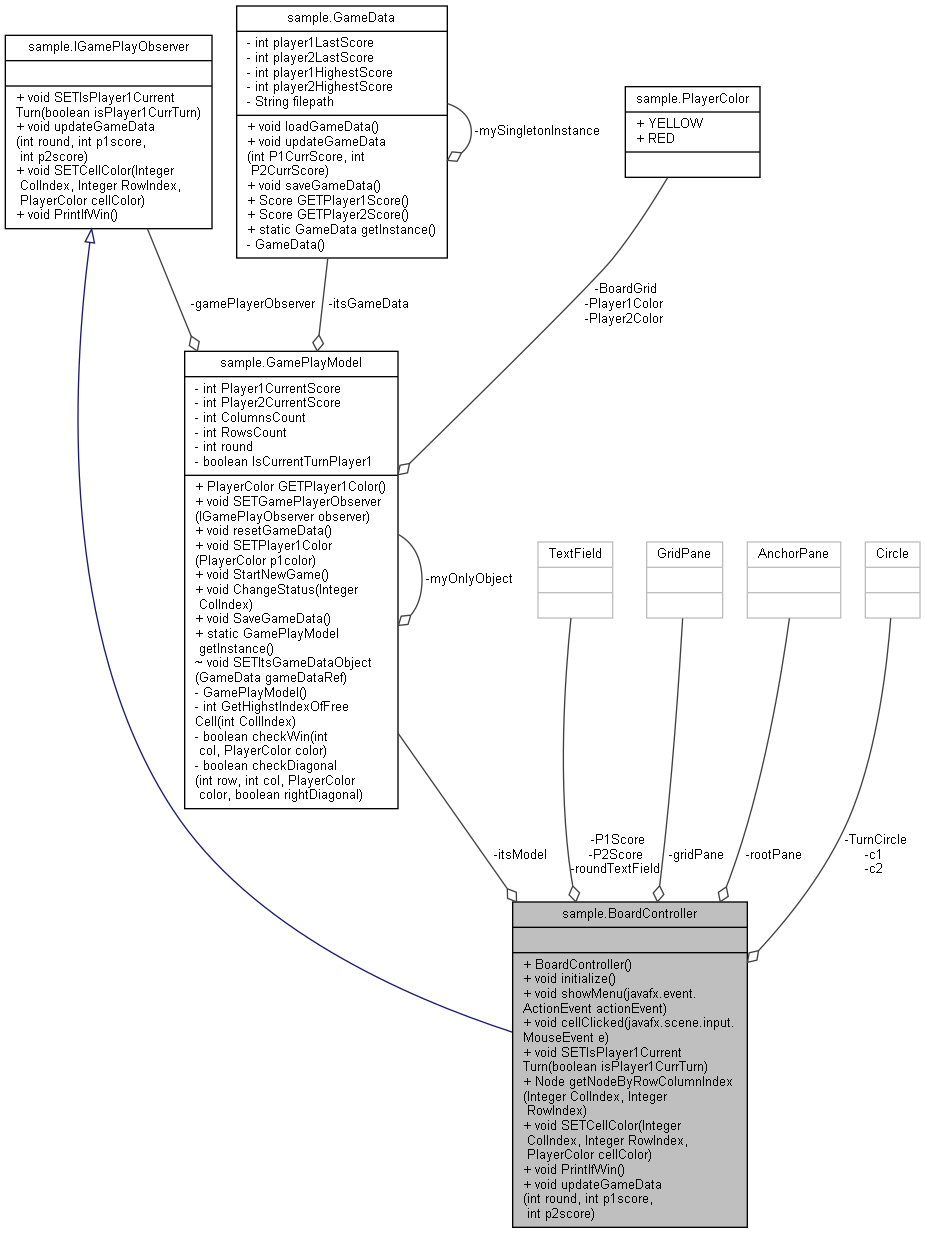 sample.GameData
- int player1LastScore
- int player2LastScore
- int player1HighestScore
- int player2HighestScore
- String filepath
+ void loadGameData()
+ void updateGameData
(int P1CurrScore, int
P2CurrScore)
+ void saveGameData()
+ Score GETPlayer1Score()
+ Score GETPlayer2Score()
+ static GameData getInstance()
- GameData()
-mySingletonInstance
sample.IGamePlayObserver
+ void SETIsPlayer1Current
Turn(boolean isPlayer1CurrTurn)
+ void updateGameData
(int round, int p1score,
int p2score)
+ void SETCellColor(Integer
ColIndex, Integer RowIndex,
PlayerColor cellColor)
+ void PrintIfWin()
sample.PlayerColor
+ YELLOW
+ RED
-gamePlayerObserver
-itsGameData
-BoardGrid
-Player1Color
-Player2Color
sample.GamePlayModel
- int Player1CurrentScore
- int Player2CurrentScore
- int ColumnsCount
- int RowsCount
- int round
- boolean IsCurrentTurnPlayer1
+ PlayerColor GETPlayer1Color()
+ void SETGamePlayerObserver
(IGamePlayObserver observer)
+ void resetGameData()
+ void SETPlayer1Color
(PlayerColor p1color)
+ void StartNewGame()
+ void ChangeStatus(Integer
ColIndex)
+ void SaveGameData()
+ static GamePlayModel
getInstance()
~ void SETItsGameDataObject
(GameData gameDataRef)
- GamePlayModel()
- int GetHighstIndexOfFree
Cell(int CollIndex)
- boolean checkWin(int
col, PlayerColor color)
- boolean checkDiagonal
(int row, int col, PlayerColor
color, boolean rightDiagonal)
-myOnlyObject
TextField
GridPane
AnchorPane
Circle
-itsModel
-P1Score
-P2Score
-roundTextField
-gridPane
-rootPane
-TurnCircle
-c1
-c2
sample.BoardController
+ BoardController()
+ void initialize()
+ void showMenu(javafx.event.
ActionEvent actionEvent)
+ void cellClicked(javafx.scene.input.
MouseEvent e)
+ void SETIsPlayer1Current
Turn(boolean isPlayer1CurrTurn)
+ Node getNodeByRowColumnIndex
(Integer ColIndex, Integer
RowIndex)
+ void SETCellColor(Integer
ColIndex, Integer RowIndex,
PlayerColor cellColor)
+ void PrintIfWin()
+ void updateGameData
(int round, int p1score,
int p2score)